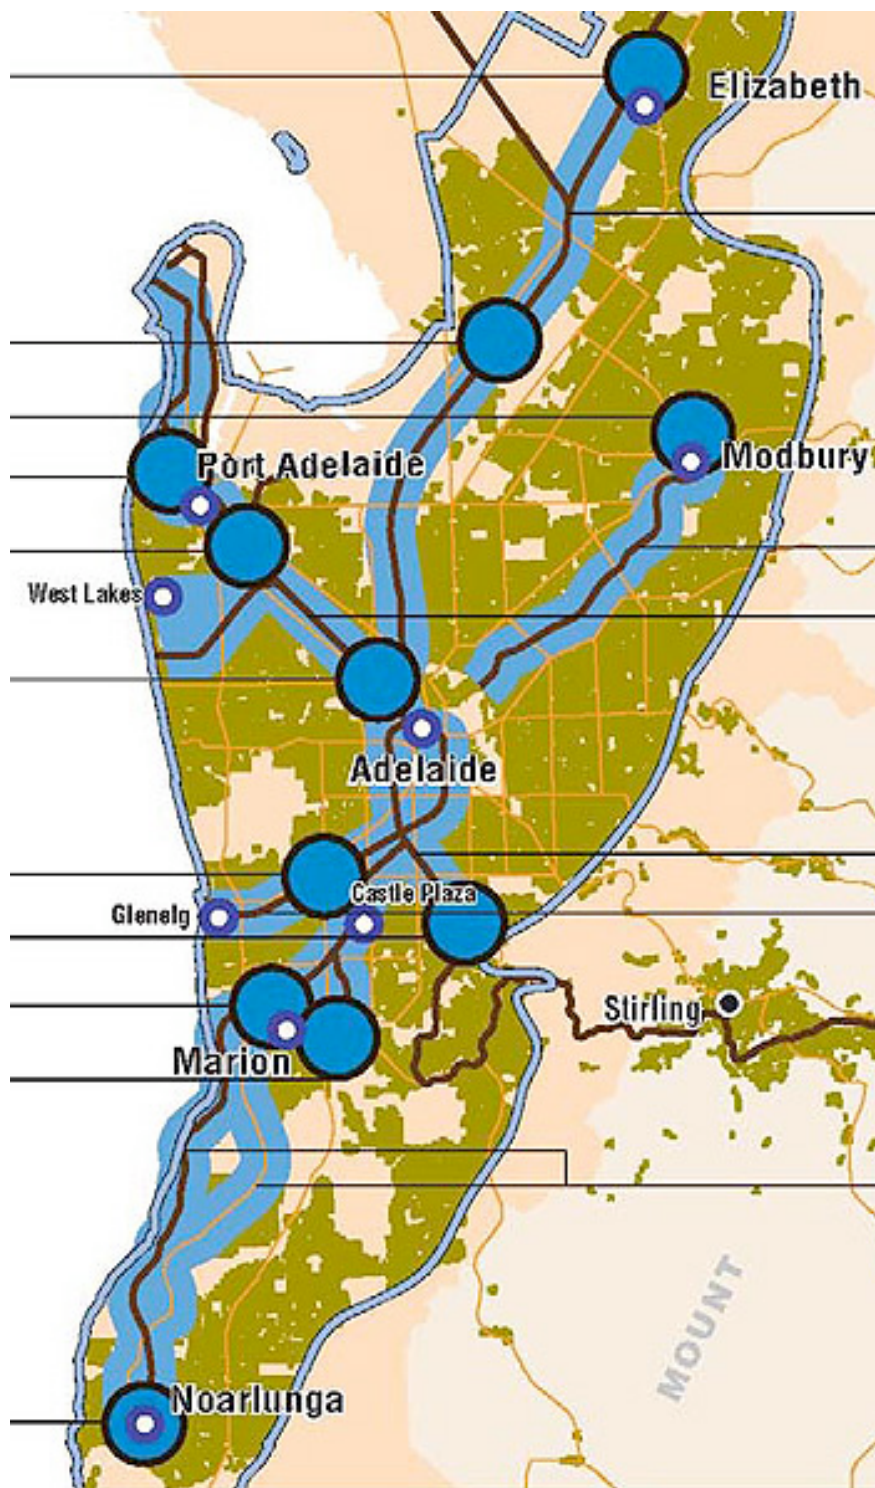 Elizabeth
Port Adelaide
Modbury
West Lakes
Adelaide
Castle Plaza
Glenelg
Stirling
Marion
MOUNT
Noarlunga